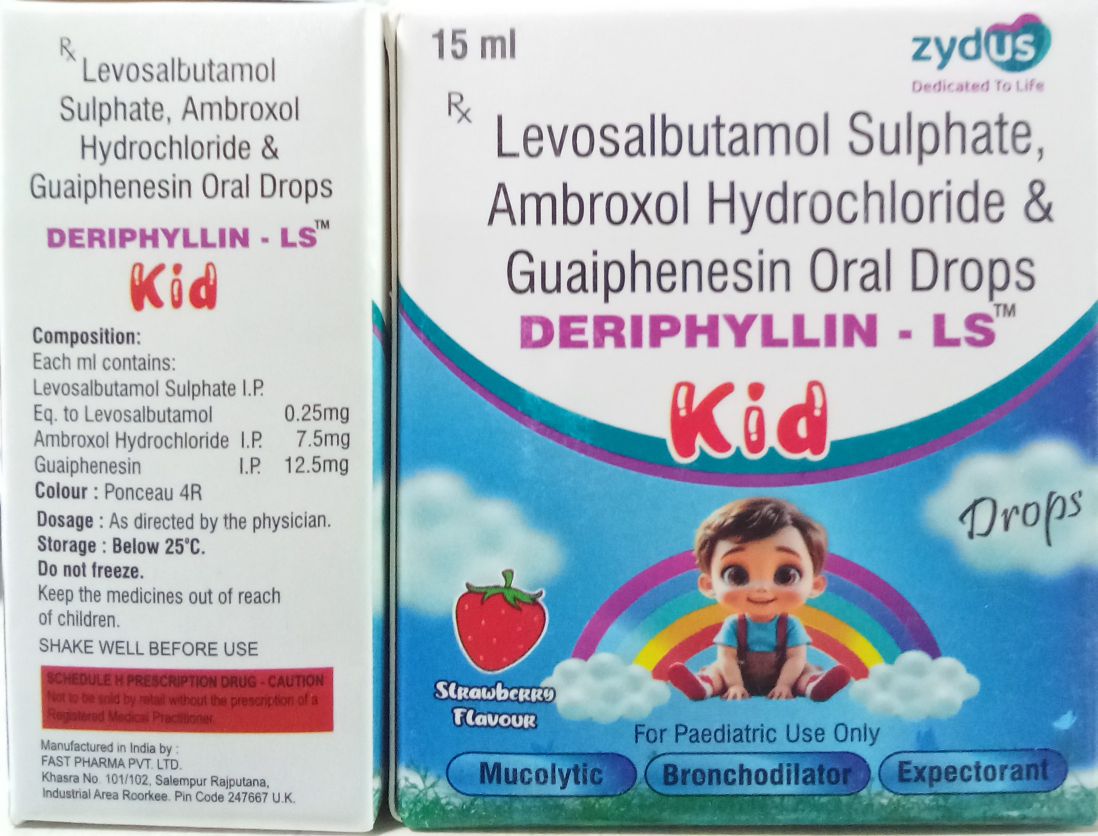 Rx
Levosalbutamol
Sulphate, Ambroxol
Hydrochloride &
Guaiphenesin Oral Drops
DERIPHYLLIN - LS™
Kid
Composition:
Each ml contains:
Levosalbutamol Sulphate I.P.
Eq. to Levosalbutamol 0.25mg
Ambroxol Hydrochloride I.P. 7.5mg
Guaiphenesin I.P. 12.5mg
Colour : Ponceau 4R
Dosage : As directed by the physician.
Storage : Below 25°C.
Do not freeze.
Keep the medicines out of reach
of children.
SHAKE WELL BEFORE USE
SCHEDULE H PRESCRIPTION DRUG - CAUTION
Not to be sold by retail without the prescription of a
Registered Medical Practitioner.
Manufactured in India by :
FAST PHARMA PVT. LTD.
Khasra No. 101/102, Salempur Rajputana,
Industrial Area Roorkee. Pin Code 247667 U.K.
15 ml
zydus
Dedicated To Life
Rx
Levosalbutamol Sulphate,
Ambroxol Hydrochloride &
Guaiphenesin Oral Drops
DERIPHYLLIN - LS™
Kid
Drops
Strawberry
Flavour
For Paediatric Use Only
Mucolytic Bronchodilator Expectorant